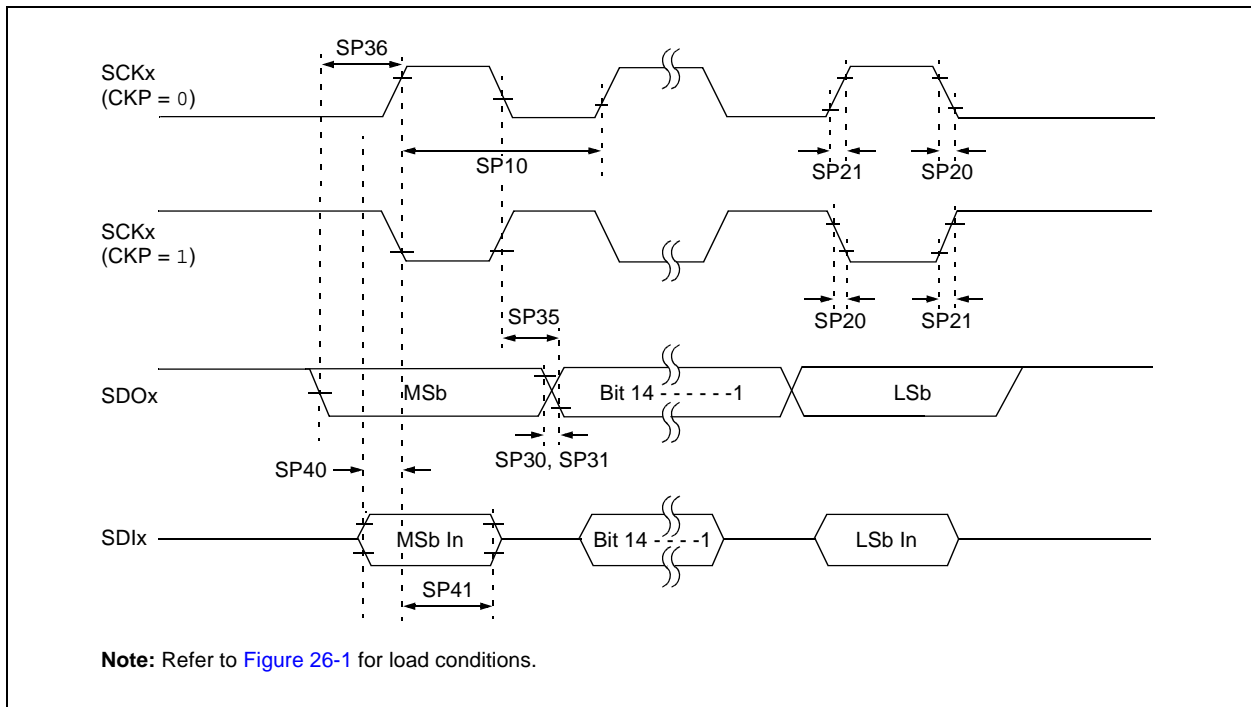 SP36
SCKx
(CKP = 0)
SP10
SP21
SP20
SCKx
(CKP = 1)
SP35
SP20
SP21
SDOx
MSb
Bit 14 - - - - - -1
LSb
SP30, SP31
SP40
SDIx
MSb In
Bit 14 - - - - -1
LSb In
SP41
Note: Refer to Figure 26-1 for load conditions.